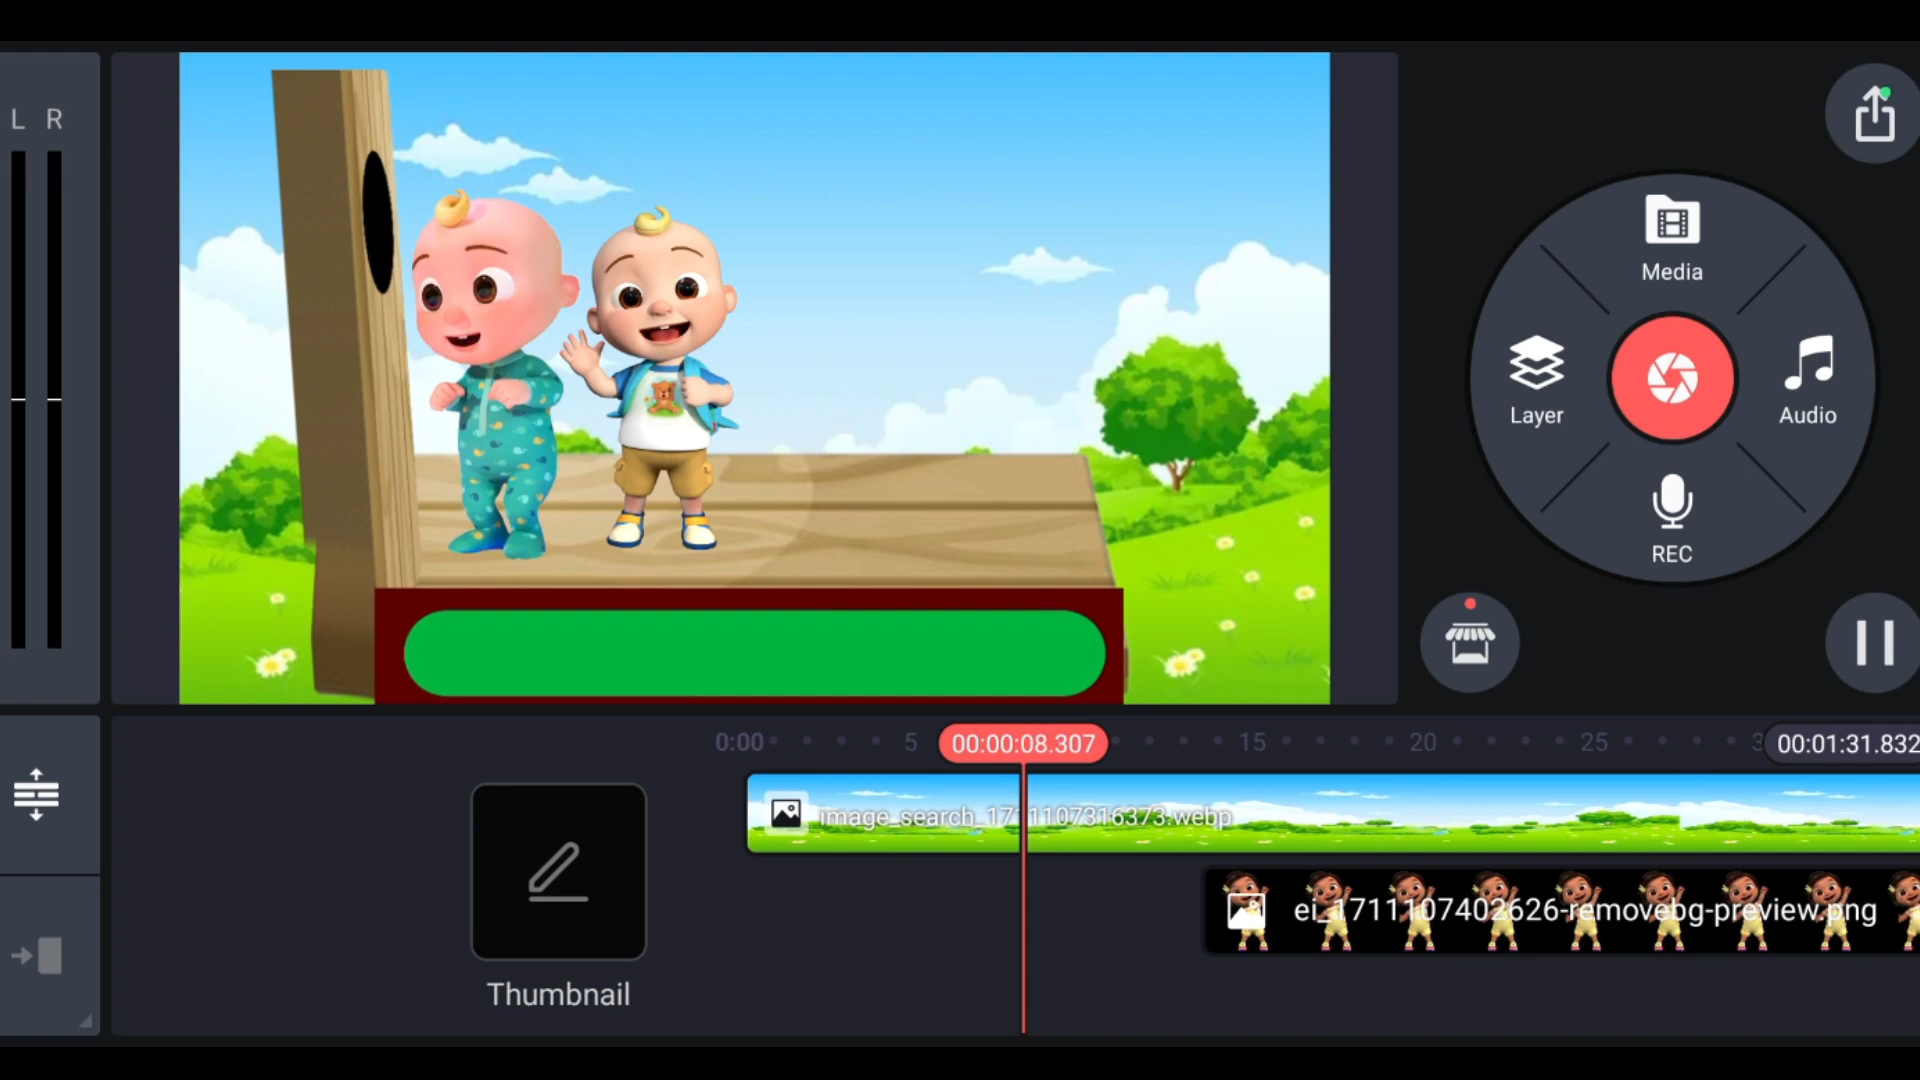 L R
Media
Layer
Audio
REC
0:00
5
00:00:08.307
15
20
25
3
00:01:31.832
image_search_1711107316373.webp
ei_1711107402626-removebg-preview.png
Thumbnail